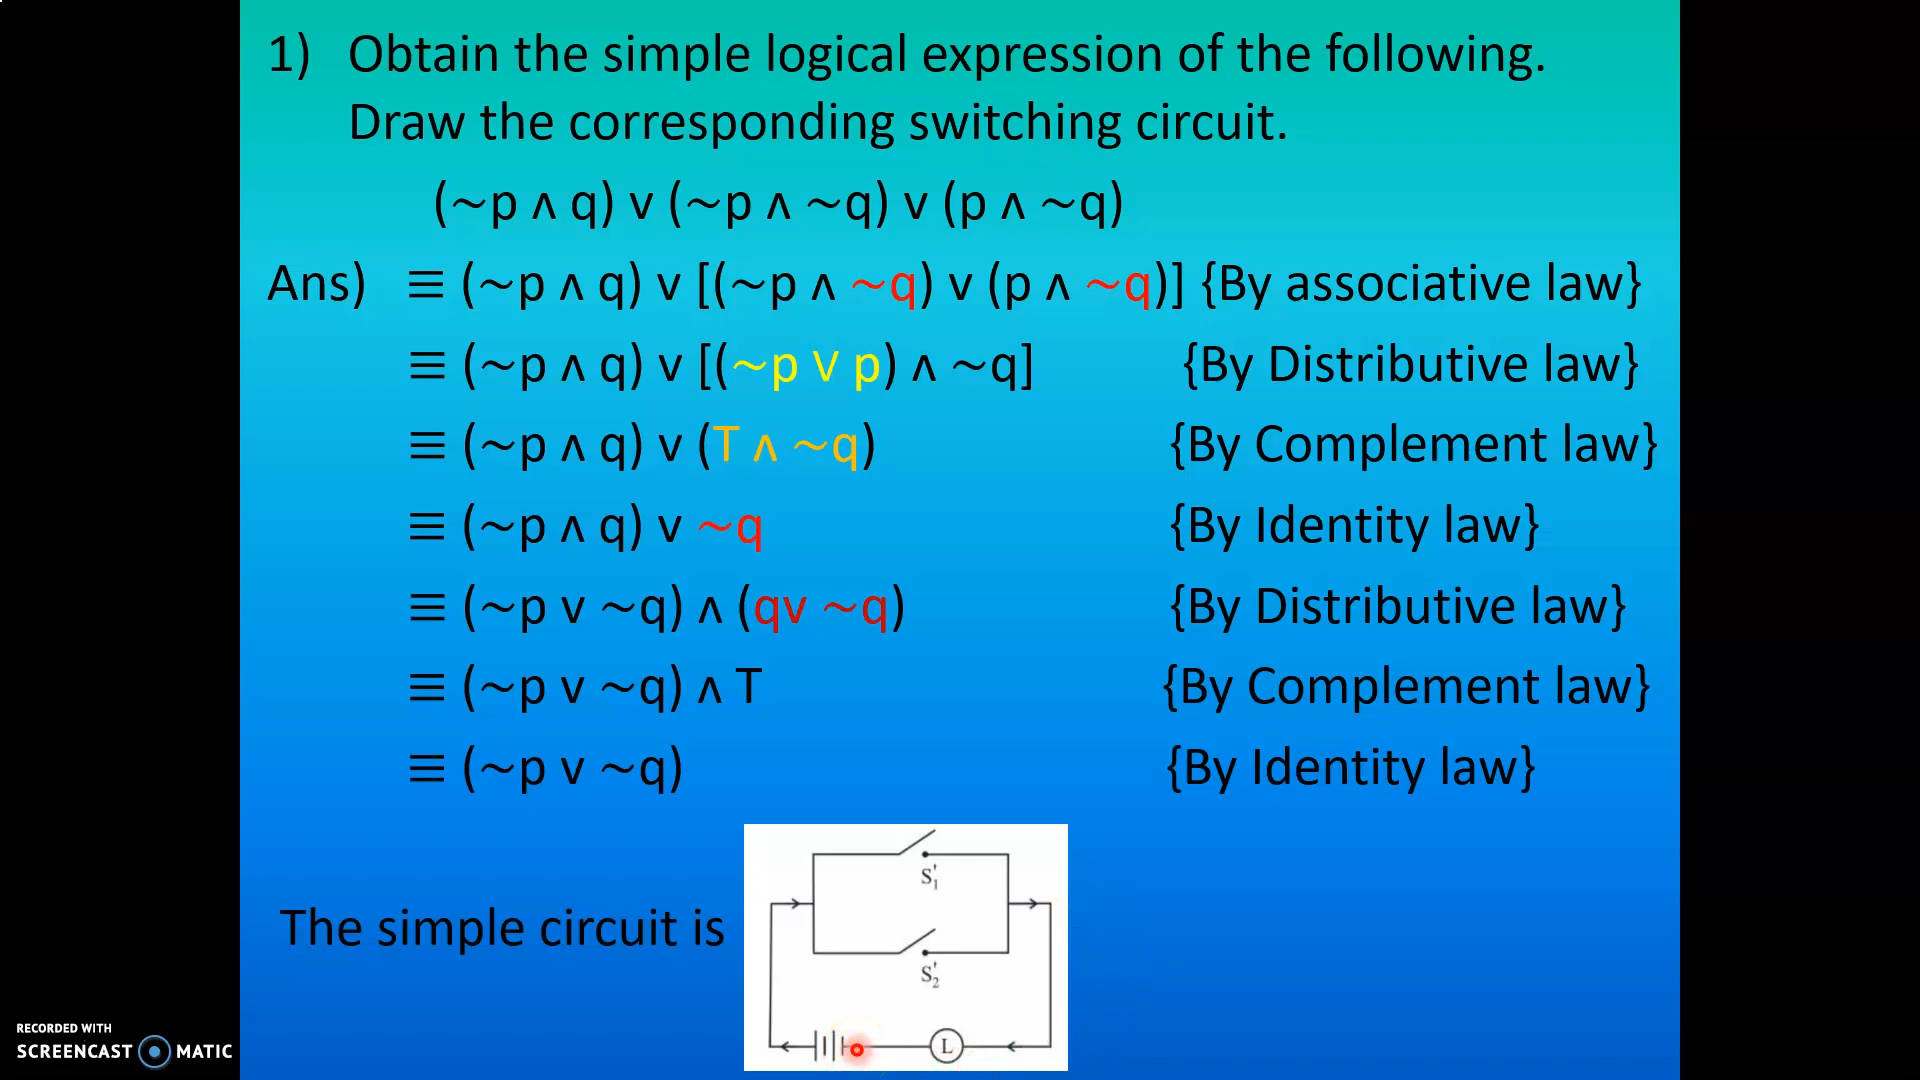 1) Obtain the simple logical expression of the following.
Draw the corresponding switching circuit.
(~p ∧ q) v (~p ∧ ~q) v (p ∧ ~q)
Ans) ≡ (~p ∧ q) v [(~p ∧ ~q) v (p ∧ ~q)] {By associative law}
≡ (~p ∧ q) v [(~p V p) ∧ ~q] {By Distributive law}
≡ (~p ∧ q) v (T ∧ ~q) {By Complement law}
≡ (~p ∧ q) v ~q {By Identity law}
≡ (~p v ~q) ∧ (qv ~q) {By Distributive law}
≡ (~p v ~q) ∧ T {By Complement law}
≡ (~p v ~q) {By Identity law}
S'₁
The simple circuit is
S'₂
L
RECORDED WITH
SCREENCAST MATIC